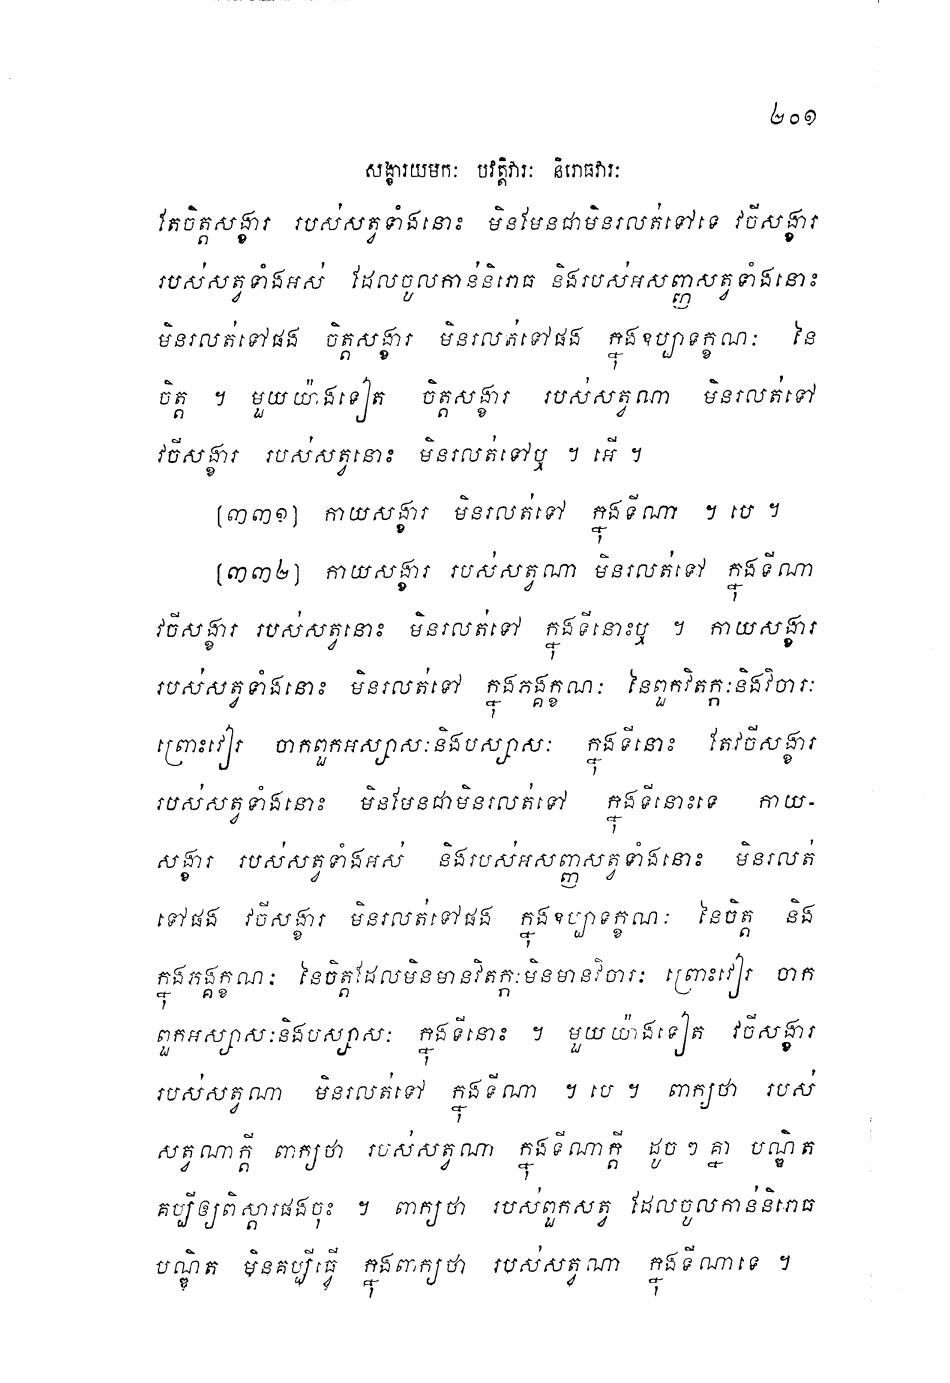 ២០១
សង្ខារយមកៈ បវត្តិវារៈ និរោធវារៈ
តែចិត្តសង្ខារ របស់សត្វទាំងនោះ មិនមែនជាមិនរលត់ទៅទេ វចីសង្ខារ
របស់សត្វទាំងអស់ ដែលចូលកាន់និរោធ និងរបស់អសញ្ញសត្វទាំងនោះ
មិនរលត់ទៅផង ចិត្តសង្ខារ មិនរលត់ទៅផង ក្នុងឧប្បាទក្ខណៈ នៃ
ចិត្ត ។ មួយយ៉ាងទៀត ចិត្តសង្ខារ របស់សត្វណា មិនរលត់ទៅ
វចីសង្ខារ របស់សត្វនោះ មិនរលត់ទៅឬ ។ អើ ។
(៣៣១) កាយសង្ខារ មិនរលត់ទៅ ក្នុងទីណា ។ បេ ។
(៣៣២) កាយសង្ខារ របស់សត្វណា មិនរលត់ទៅ ក្នុងទីណា
វចីសង្ខារ របស់សត្វនោះ មិនរលត់ទៅ ក្នុងទីនោះឬ ។ កាយសង្ខារ
របស់សត្វទាំងនោះ មិនរលត់ទៅ ក្នុងភង្គក្ខណៈ នៃពួកវិតក្កៈនិងវិចារៈ
ព្រោះវៀរ ចាកពួកអស្សាសៈនិងបស្សាសៈ ក្នុងទីនោះ តែវចីសង្ខារ
របស់សត្វទាំងនោះ មិនមែនជាមិនរលត់ទៅ ក្នុងទីនោះទេ កាយ-
សង្ខារ របស់សត្វទាំងអស់ និងរបស់អសញ្ញសត្វទាំងនោះ មិនរលត់
ទៅផង វចីសង្ខារ មិនរលត់ទៅផង ក្នុងឧប្បាទក្ខណៈ នៃចិត្ត និង
ក្នុងភង្គក្ខណៈ នៃចិត្តដែលមិនមានវិតក្កៈមិនមានវិចារៈ ព្រោះវៀរ ចាក
ពួកអស្សាសៈនិងបស្សាសៈ ក្នុងទីនោះ ។ មួយយ៉ាងទៀត វចីសង្ខារ
របស់សត្វណា មិនរលត់ទៅ ក្នុងទីណា ។ បេ ។ ពាក្យថា របស់
សត្វណាក្តី ពាក្យថា របស់សត្វណា ក្នុងទីណាក្តី ដូចៗគ្នា បណ្ឌិត
គប្បីឲ្យពិស្តារផងចុះ ។ ពាក្យថា របស់ពួកសត្វ ដែលចូលកាន់និរោធ
បណ្ឌិត មិនគប្បីធ្វើ ក្នុងពាក្យថា របស់សត្វណា ក្នុងទីណាទេ ។